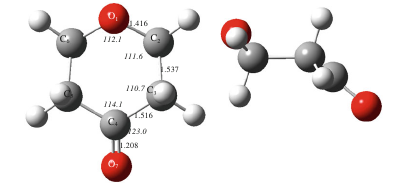 O₁
1.416
C₆
112.1
C₂
111.6
1.537
110.7 C₃
C₅
114.1
1.516
C₄
123.0
1.208
O₇